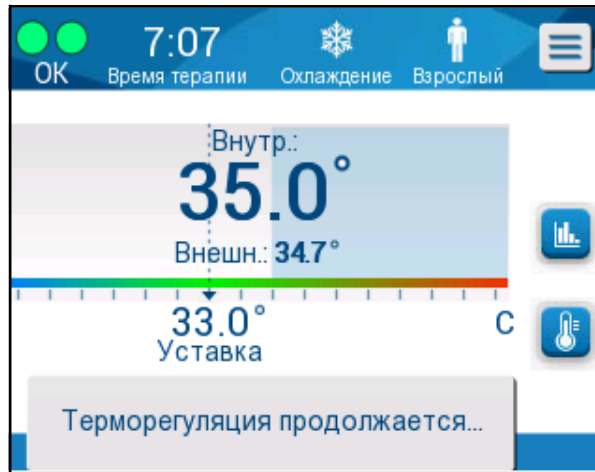 7:07
OK Время терапии Охлаждение Взрослый
Внутр.:
35.0°
Внешн.: 34.7°
33.0° C
Уставка
Терморегуляция продолжается...